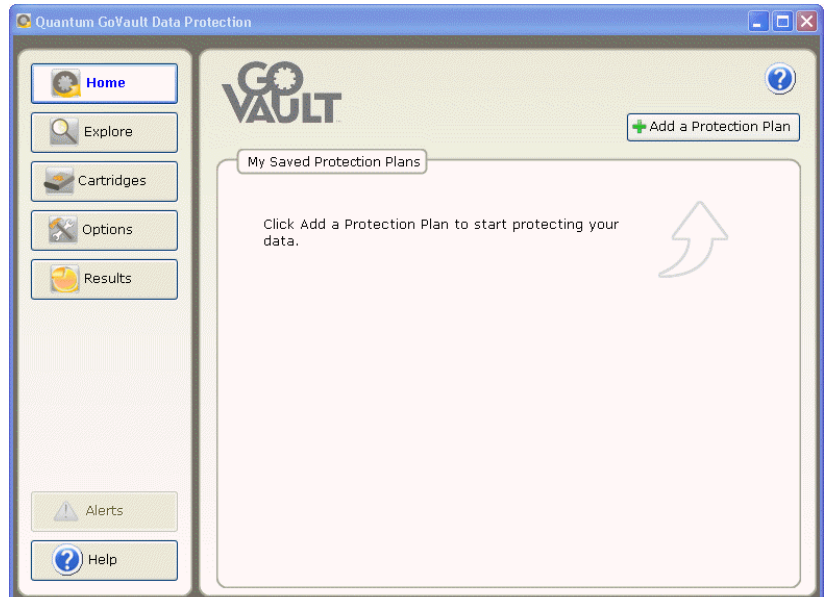 Quantum GoVault Data Protection
Home
Explore
Cartridges
Options
Results
Alerts
Help
GO
VAULT
Add a Protection Plan
My Saved Protection Plans
Click Add a Protection Plan to start protecting your
data.